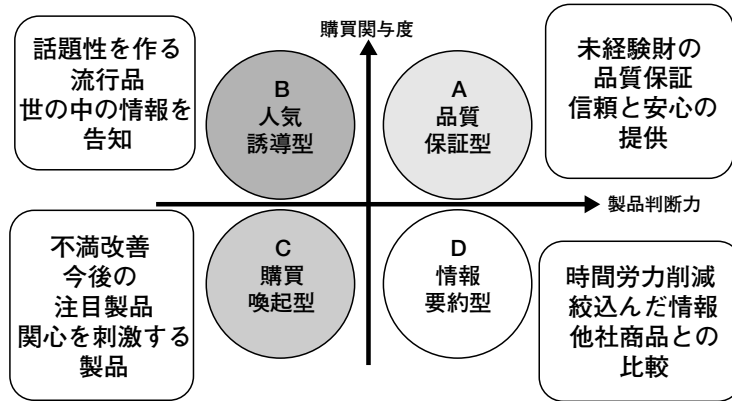 購買関与度
話題性を作る
流行品
世の中の情報を
告知
B
人気
誘導型
A
品質
保証型
未経験財の
品質保証
信頼と安心の
提供
製品判断力
不満改善
今後の
注目製品
関心を刺激する
製品
C
購買
喚起型
D
情報
要約型
時間労力削減
絞込んだ情報
他社商品との
比較